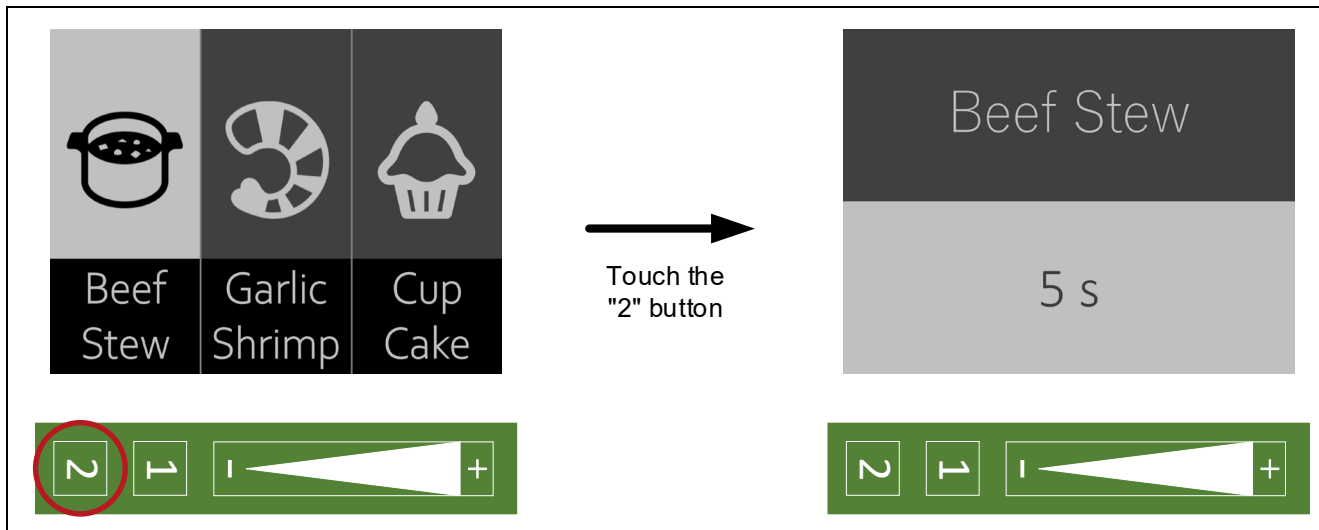 Beef
Stew
Garlic
Shrimp
Cup
Cake
2
1
-
+
Touch the
"2" button
Beef Stew
5 s
2
1
-
+